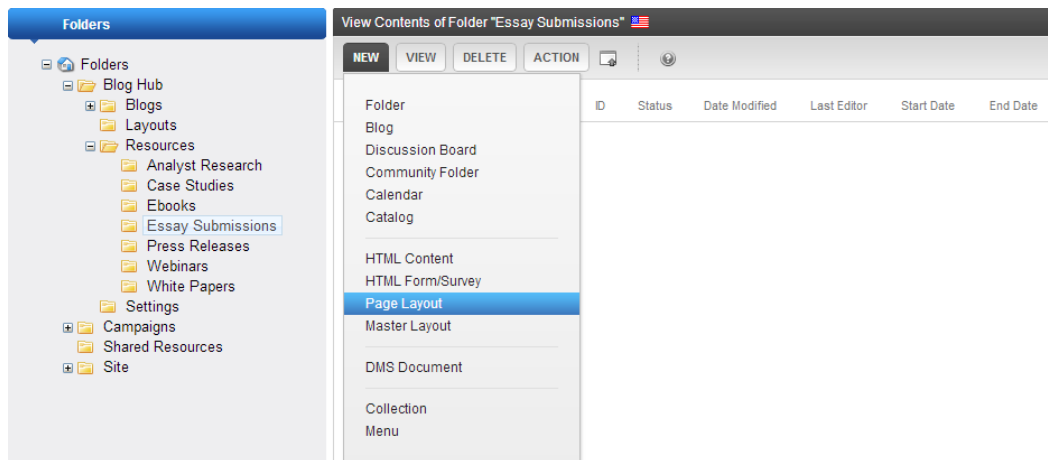 Folders
Folders
Blog Hub
Blogs
Layouts
Resources
Analyst Research
Case Studies
Ebooks
Essay Submissions
Press Releases
Webinars
White Papers
Settings
Campaigns
Shared Resources
Site
View Contents of Folder "Essay Submissions"
NEW VIEW DELETE ACTION
ID Status Date Modified Last Editor Start Date End Date
Folder
Blog
Discussion Board
Community Folder
Calendar
Catalog
HTML Content
HTML Form/Survey
Page Layout
Master Layout
DMS Document
Collection
Menu